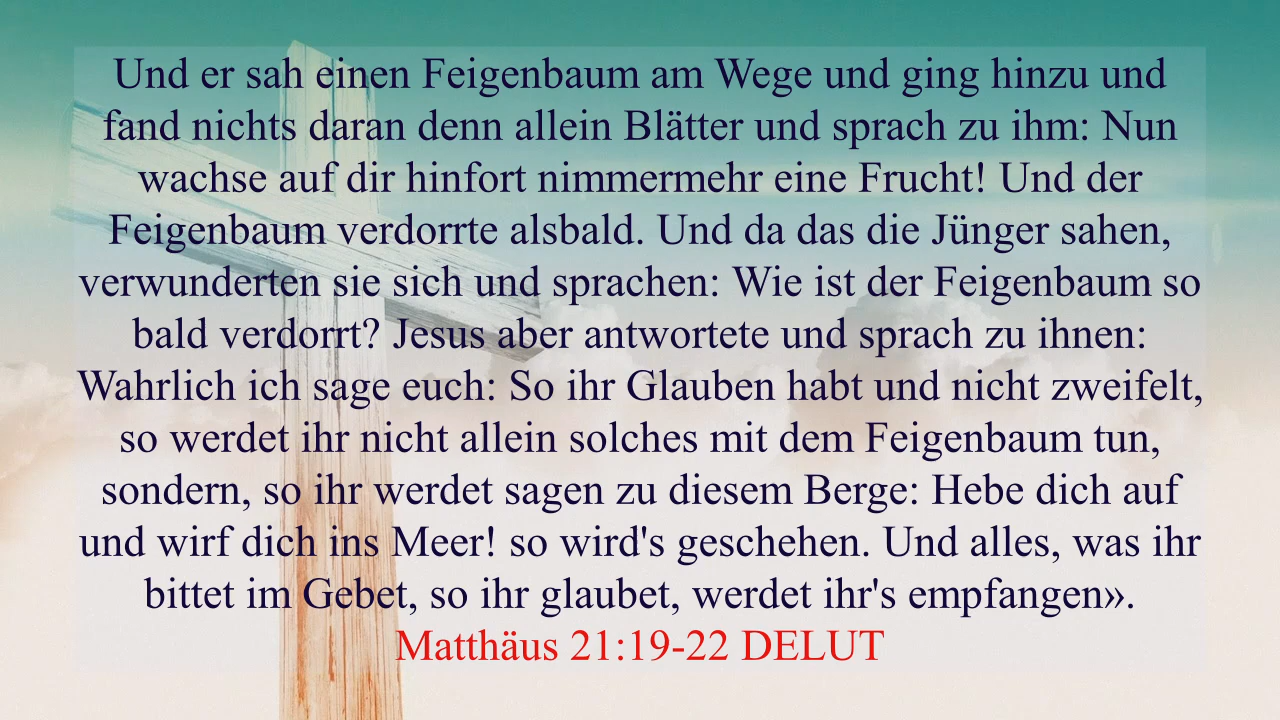 Und er sah einen Feigenbaum am Wege und ging hinzu und
fand nichts daran denn allein Blätter und sprach zu ihm: Nun
wachse auf dir hinfort nimmermehr eine Frucht! Und der
Feigenbaum verdorrte alsbald. Und da das die Jünger sahen,
verwunderten sie sich und sprachen: Wie ist der Feigenbaum so
bald verdorrt? Jesus aber antwortete und sprach zu ihnen:
Wahrlich ich sage euch: So ihr Glauben habt und nicht zweifelt,
so werdet ihr nicht allein solches mit dem Feigenbaum tun,
sondern, so ihr werdet sagen zu diesem Berge: Hebe dich auf
und wirf dich ins Meer! so wird's geschehen. Und alles, was ihr
bittet im Gebet, so ihr glaubet, werdet ihr's empfangen».
Matthäus 21:19-22 DELUT